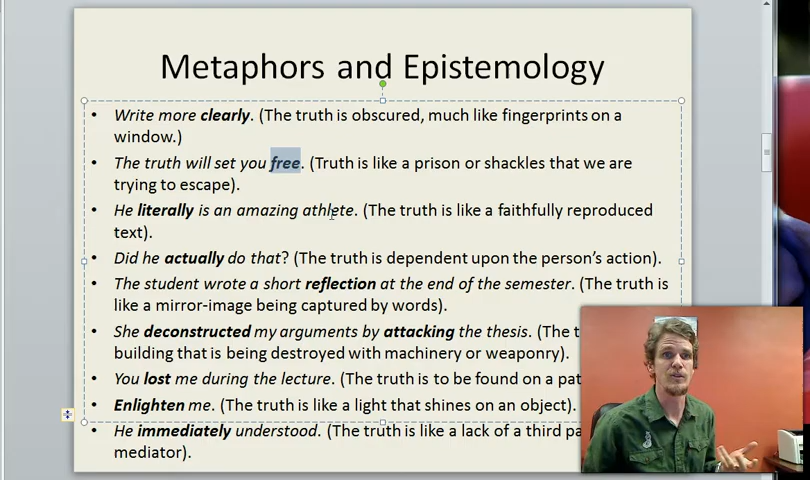 Metaphors and Epistemology
• Write more clearly. (The truth is obscured, much like fingerprints on a
window.)
• The truth will set you free. (Truth is like a prison or shackles that we are
trying to escape).
• He literally is an amazing athlete. (The truth is like a faithfully reproduced
text).
• Did he actually do that? (The truth is dependent upon the person's action).
• The student wrote a short reflection at the end of the semester. (The truth is
like a mirror-image being captured by words).
• She deconstructed my arguments by attacking the thesis. (The t
building that is being destroyed with machinery or weaponry).
• You lost me during the lecture. (The truth is to be found on a pat
• Enlighten me. (The truth is like a light that shines on an object).
• He immediately understood. (The truth is like a lack of a third pa
mediator).